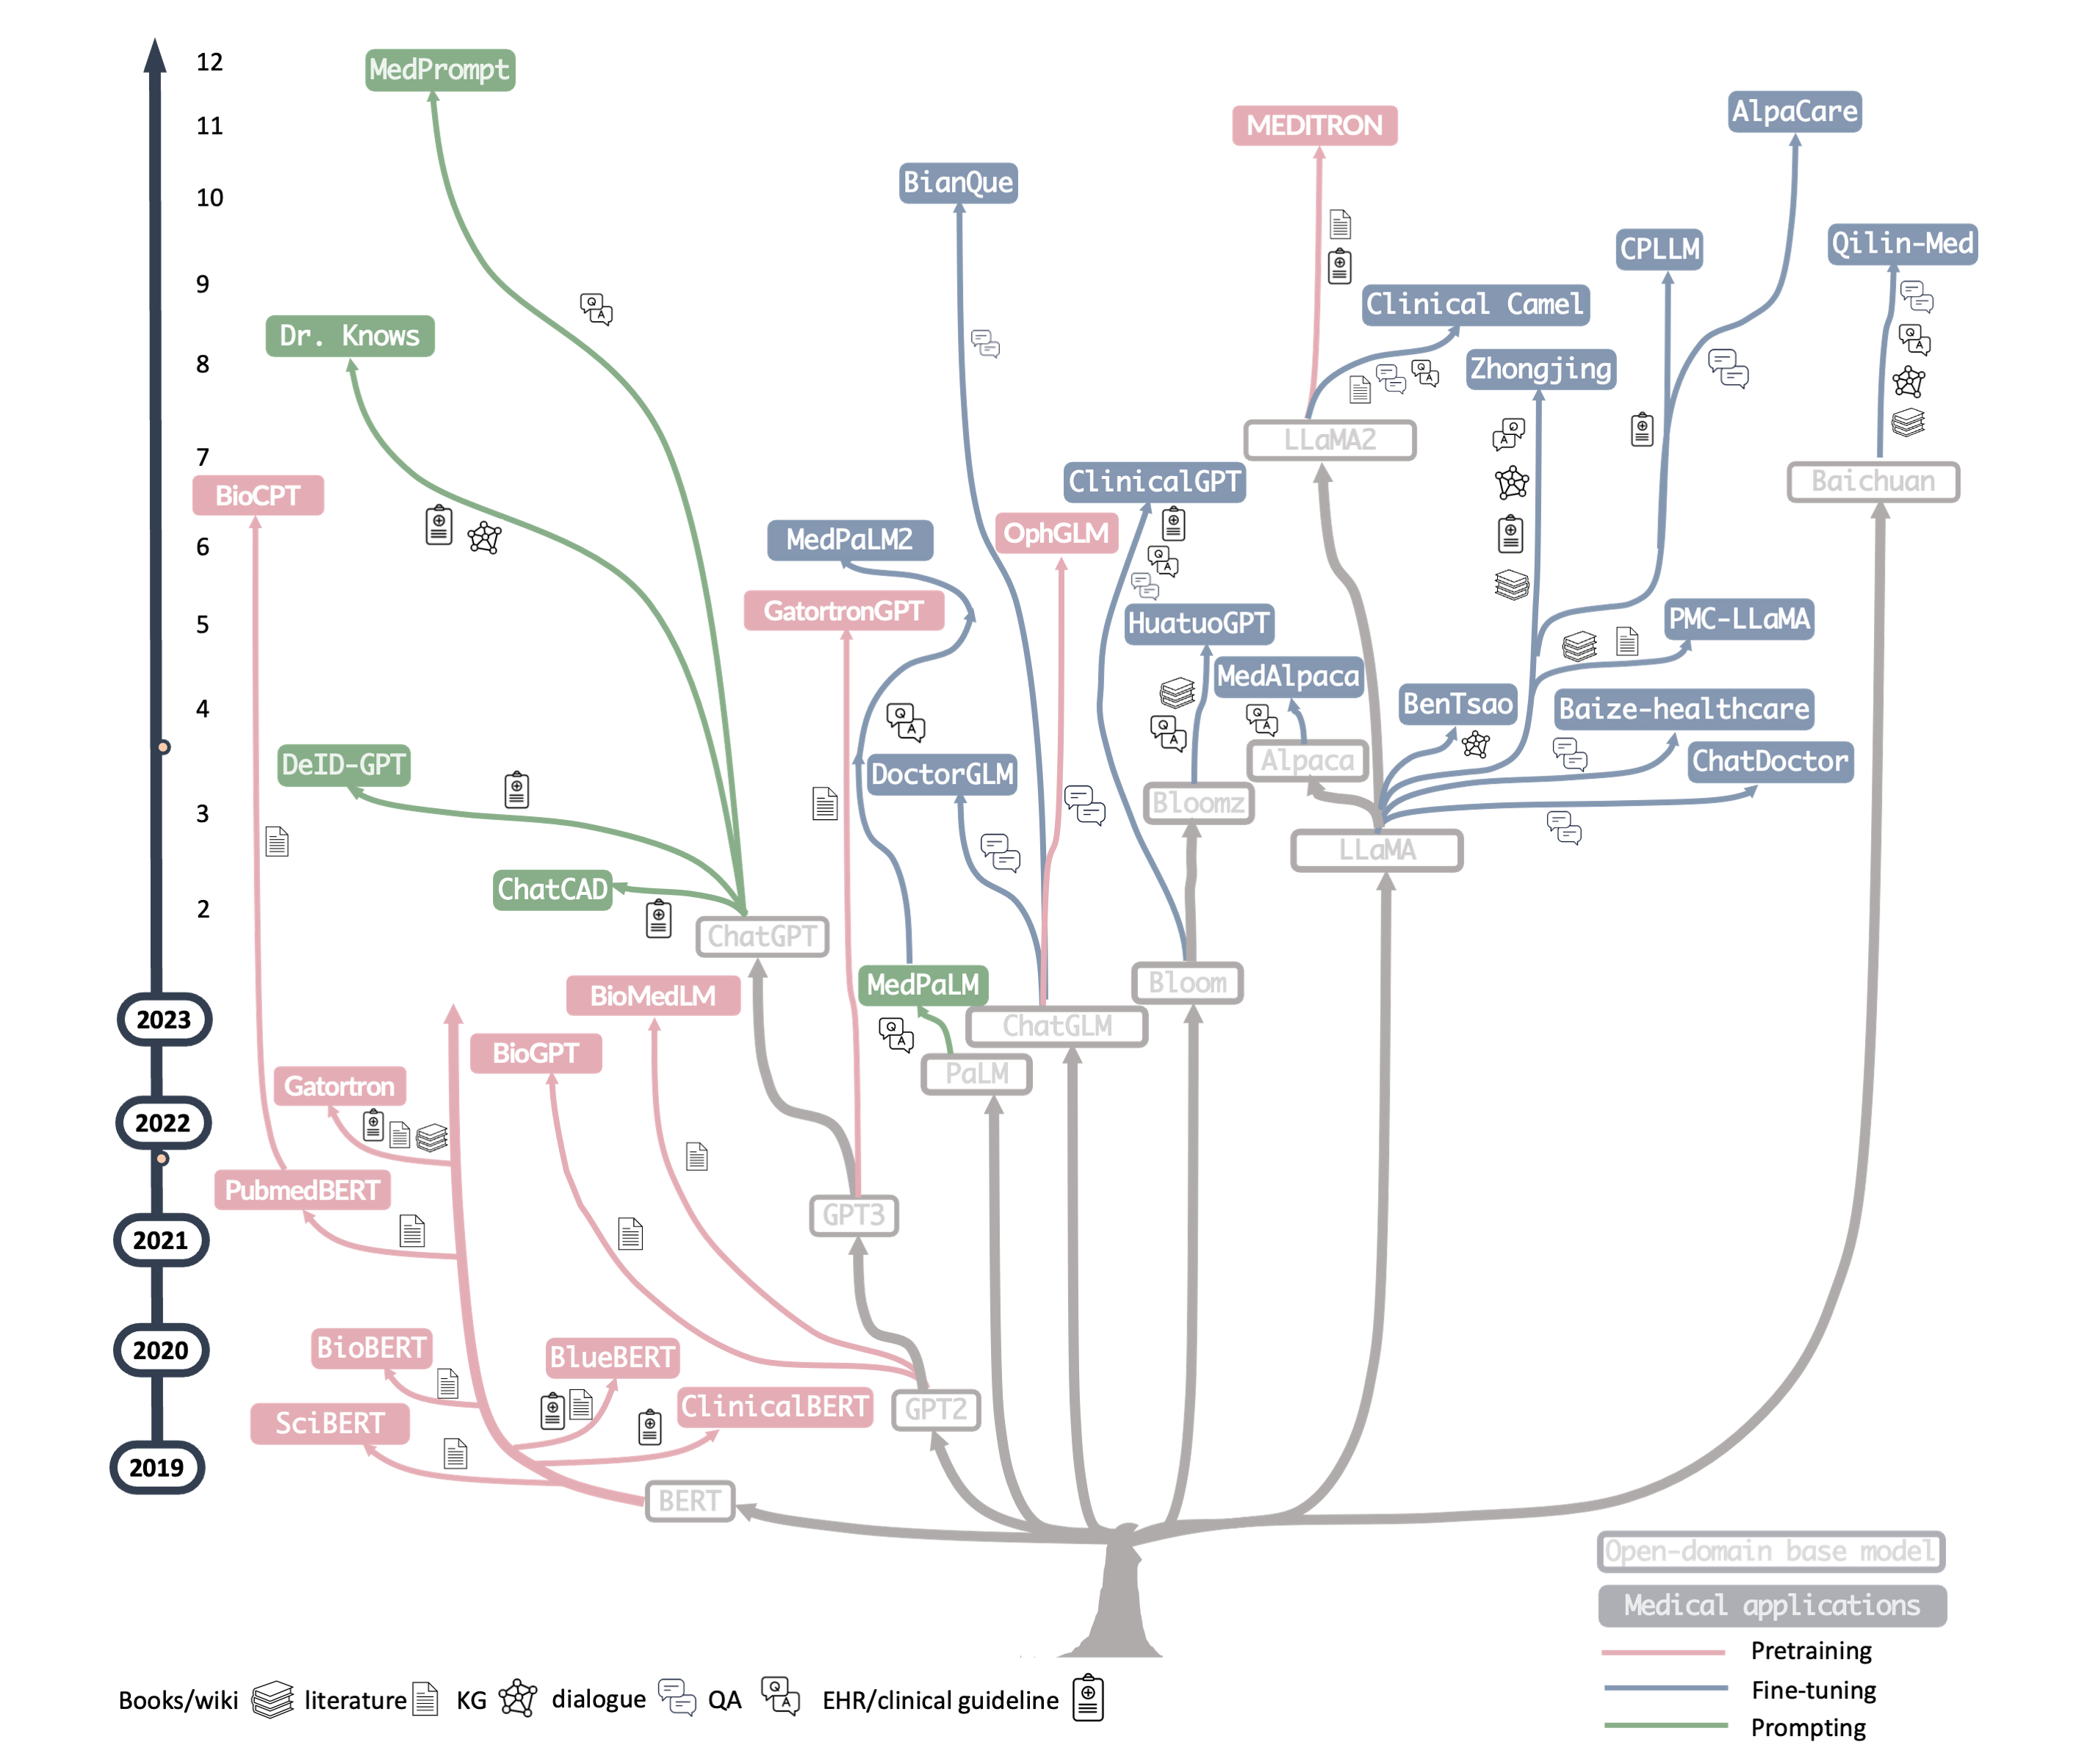 12
MedPrompt
AlpaCare
11
MEDITRON
BianQue
10
CPLLM
Qilin-Med
9
Clinical Camel
Dr. Knows
8
Zhongjing
LLaMA2
7
ClinicalGPT
Baichuan
BioCPT
OphGLM
MedPaLM2
6
GatortronGPT
5
HuatuoGPT
PMC-LLaMA
MedAlpaca
4
BenTsao
Baize-healthcare
DeID-GPT
DoctorGLM
Alpaca
ChatDoctor
3
Bloomz
LLaMA
ChatCAD
2
ChatGPT
MedPaLM
Bloom
BioMedLM
2023
ChatGLM
BioGPT
PaLM
Gatortron
2022
PubmedBERT
GPT3
2021
BioBERT
2020
BlueBERT
ClinicalBERT
GPT2
SciBERT
2019
BERT
Open-domain base model
Medical applications
Pretraining
Fine-tuning
Prompting
Books/wiki literature KG dialogue QA EHR/clinical guideline